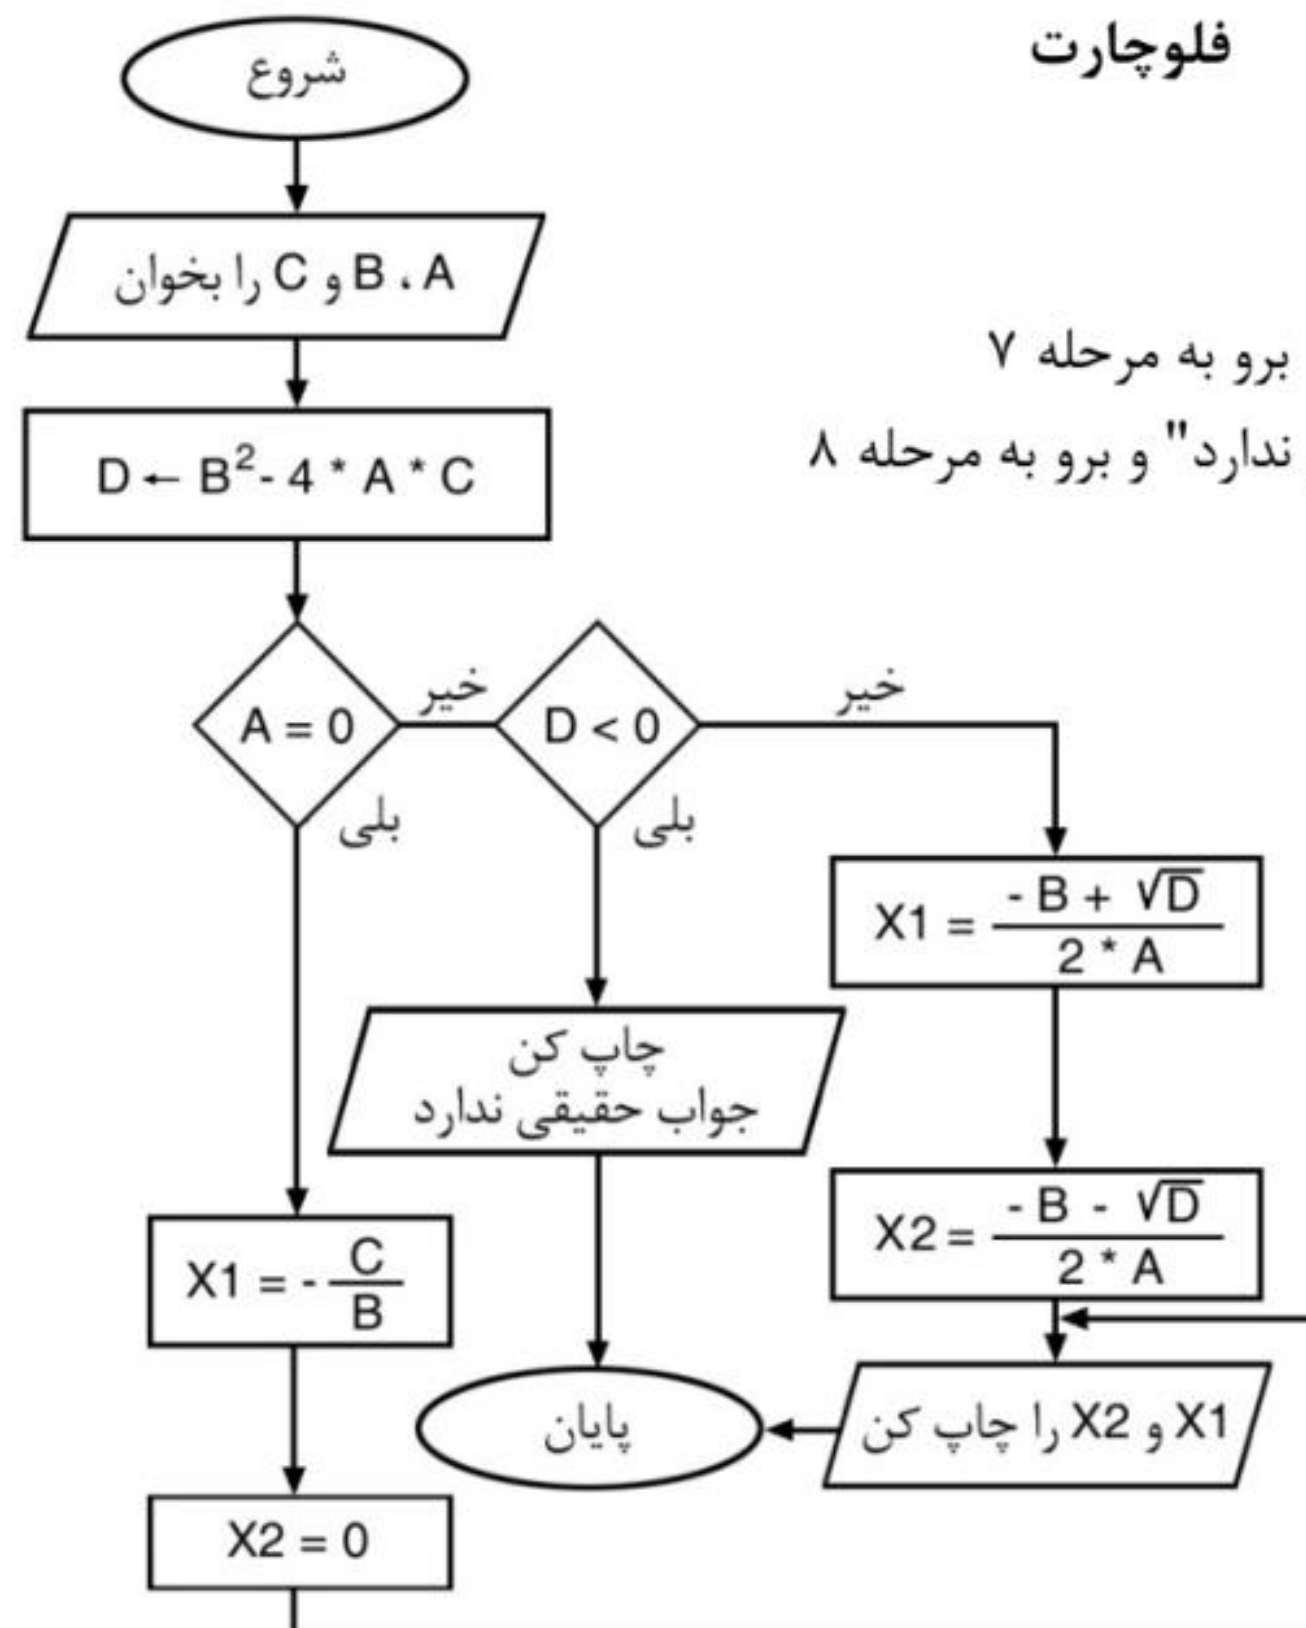 فلوچارت
شروع
A ، B و C را بخوان
برو به مرحله ۷
ندارد" و برو به مرحله ۸
D ← B² - 4 * A * C
A = 0
خیر
D < 0
خیر
بلی
بلی
X1 = (- B + √D) / (2 * A)
چاپ کن
جواب حقیقی ندارد
X2 = (- B - √D) / (2 * A)
X1 = - C / B
X1 و X2 را چاپ کن
پایان
X2 = 0